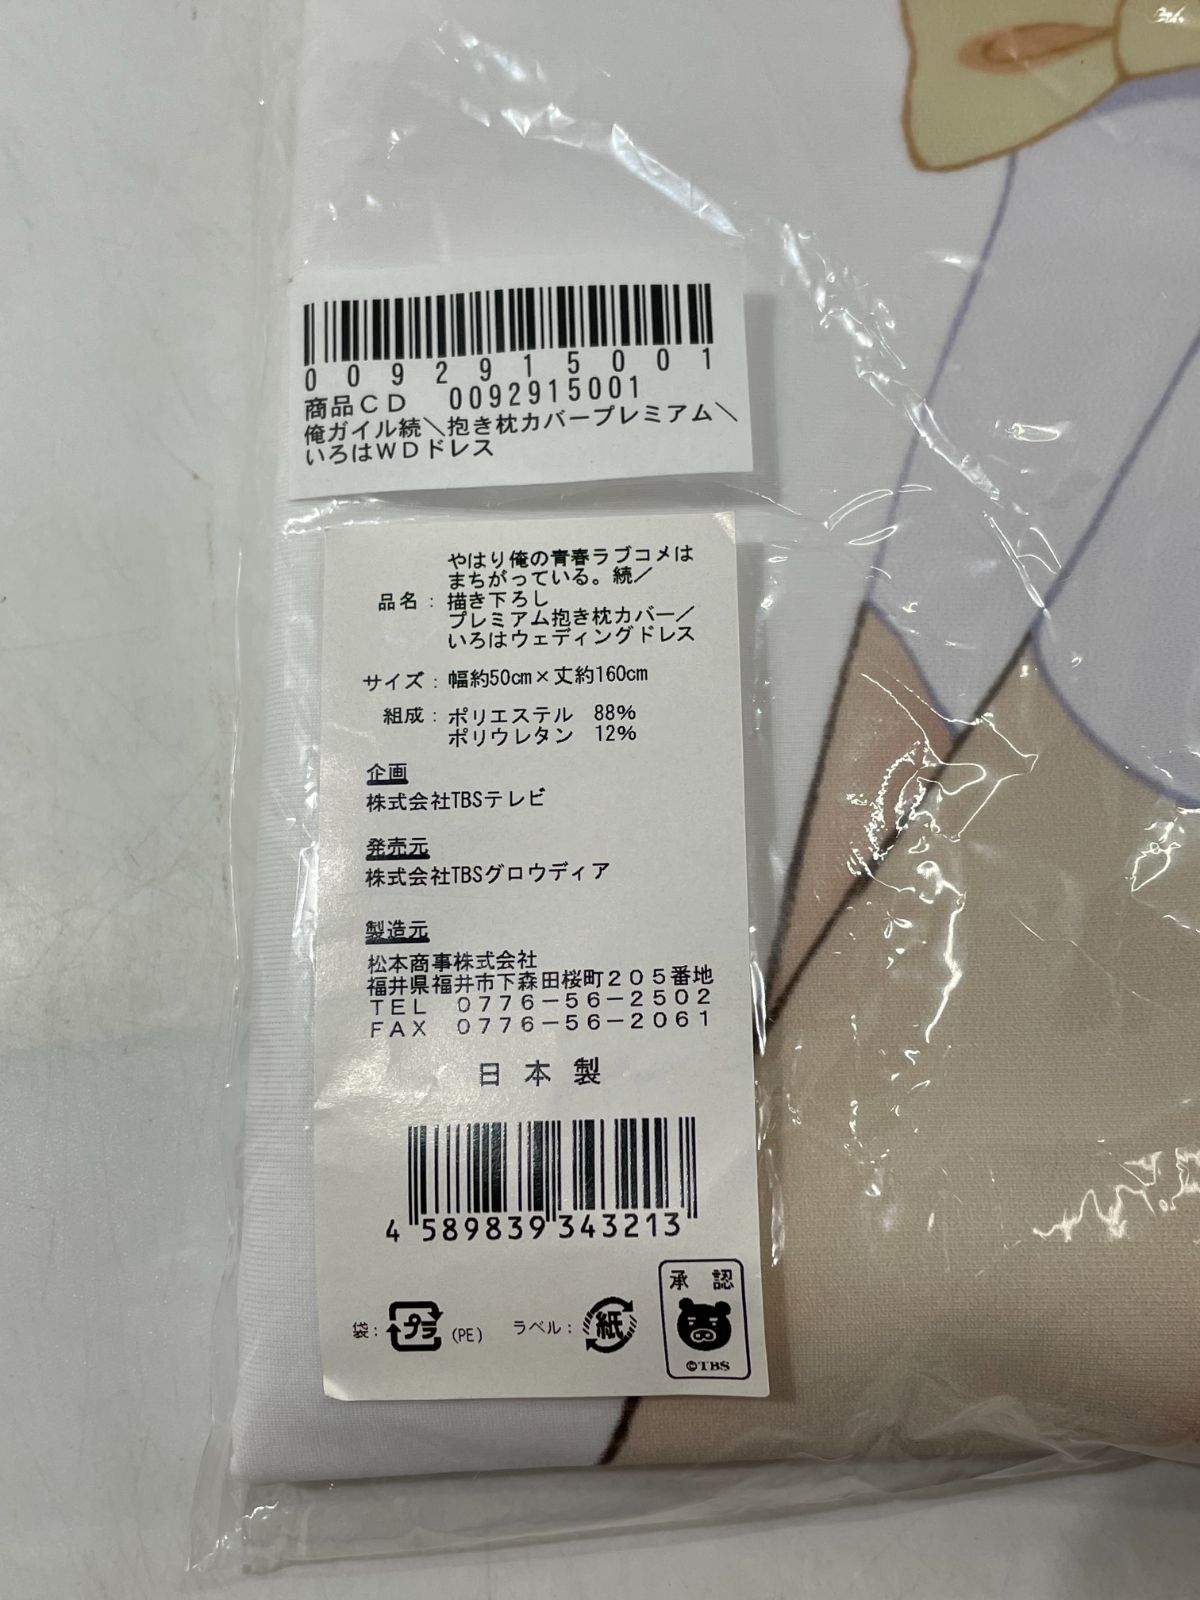 0092915001
商品CD 0092915001
俺ガイル続＼抱き枕カバープレミアム＼
いろはWDドレス
やはり俺の青春ラブコメは
まちがっている。続／
品名：描き下ろし
プレミアム抱き枕カバー／
いろはウェディングドレス
サイズ：幅約50cm×丈約160cm
組成：ポリエステル 88%
ポリウレタン 12%
企画
株式会社TBSテレビ
発売元
株式会社TBSグロウディア
製造元
松本商事株式会社
福井県福井市下森田桜町205番地
TEL 0776-56-2502
FAX 0776-56-2061
日本製
4 589839 343213
袋：プラ (PE) ラベル：紙
承認
©TBS